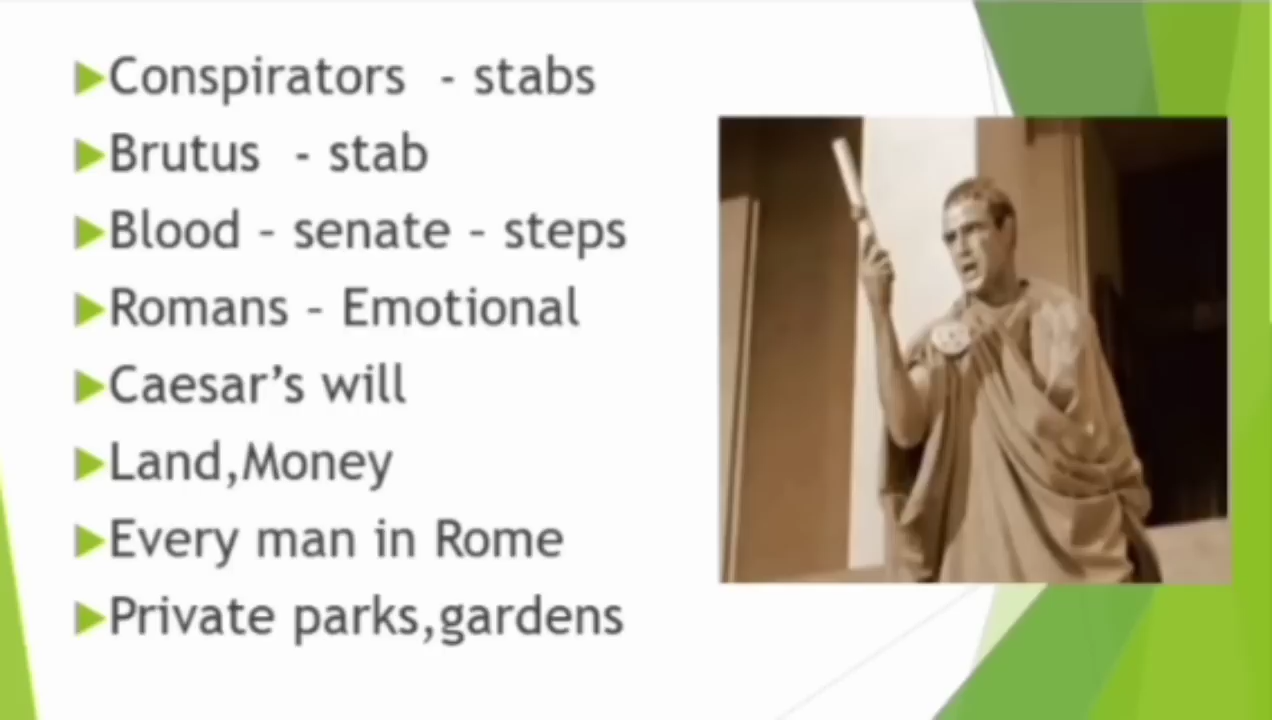 Conspirators - stabs
Brutus - stab
Blood – senate – steps
Romans – Emotional
Caesar’s will
Land,Money
Every man in Rome
Private parks,gardens